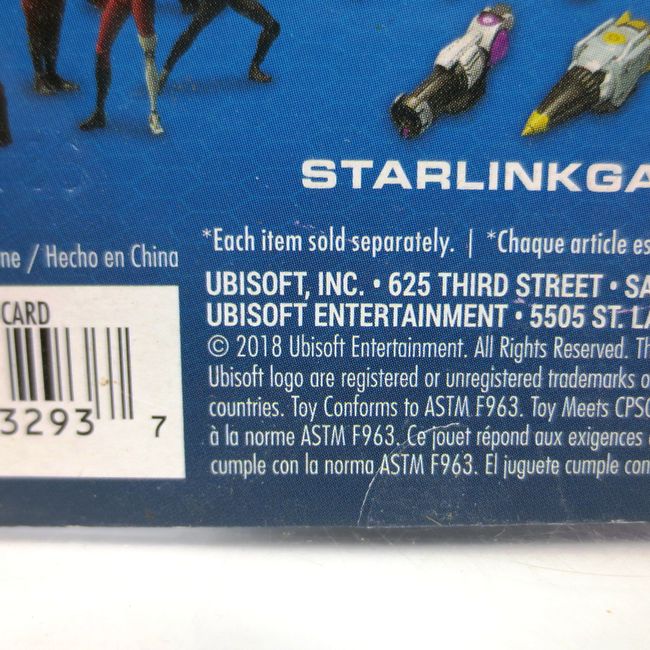 STARLINKGA
*Each item sold separately. | *Chaque article es
ne / Hecho en China
UBISOFT, INC. • 625 THIRD STREET • SA
UBISOFT ENTERTAINMENT • 5505 ST. LA
CARD
© 2018 Ubisoft Entertainment. All Rights Reserved. Th
Ubisoft logo are registered or unregistered trademarks o
countries. Toy Conforms to ASTM F963. Toy Meets CPSC
à la norme ASTM F963. Ce jouet répond aux exigences
cumple con la norma ASTM F963. El juguete cumple con
3293 7